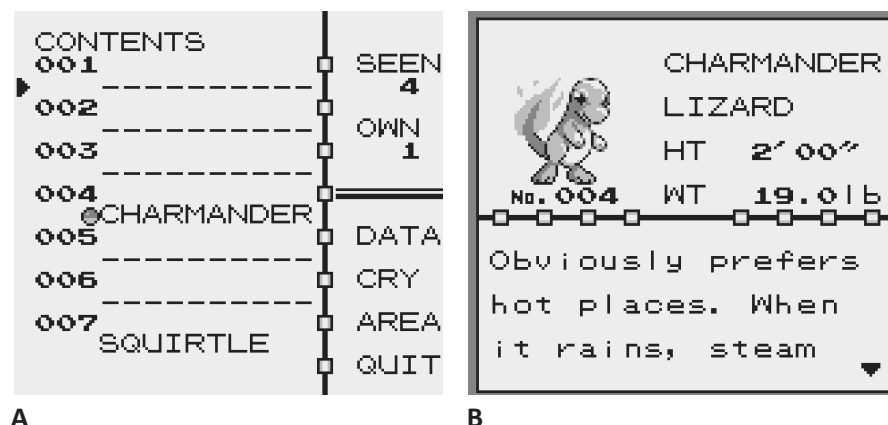 CONTENTS
001
----------
002
----------
003
----------
004
CHARMANDER
005
----------
006
----------
007
SQUIRTLE
SEEN
4
OWN
1
DATA
CRY
AREA
QUIT
A
CHARMANDER
LIZARD
HT 2′00″
No.004 WT 19.0lb
Obviously prefers
hot places. When
it rains, steam
B